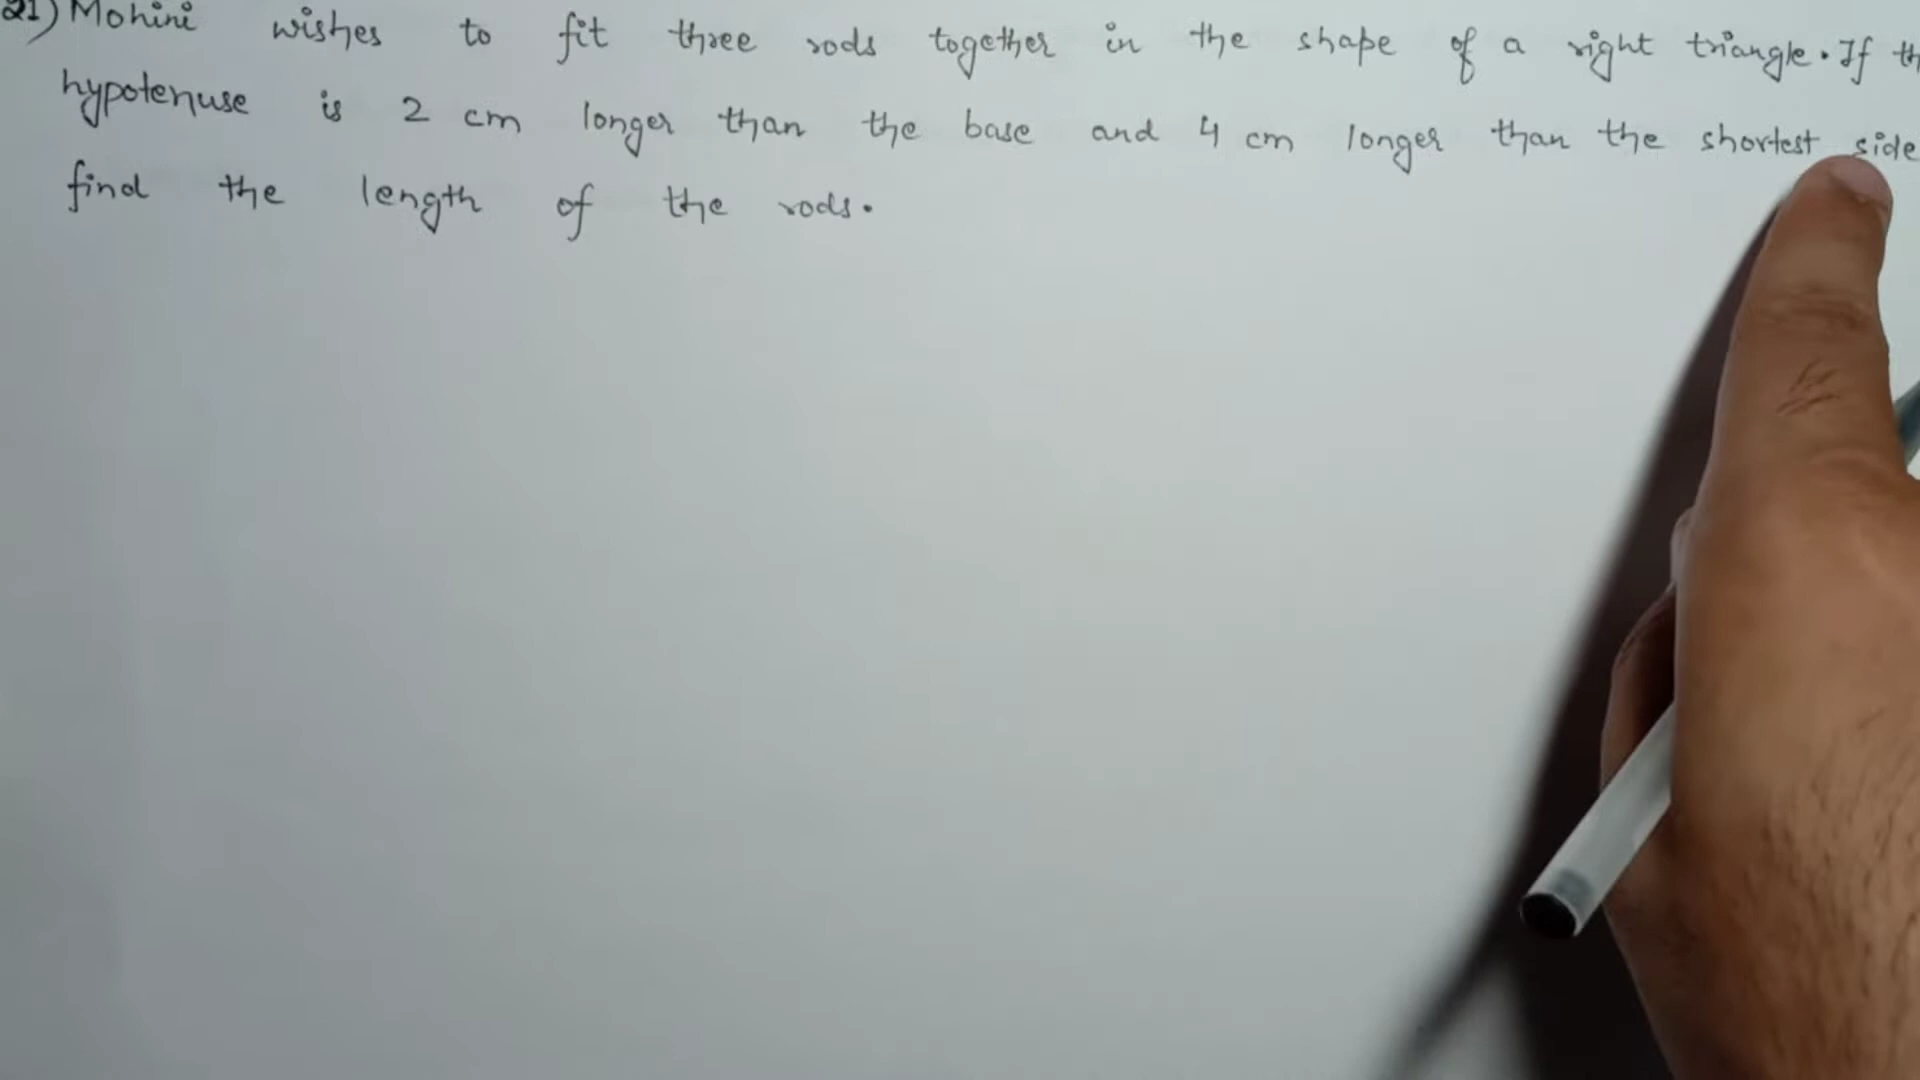 21) Mohini wishes to fit three rods together in the shape of a right triangle. If th
hypotenuse is 2 cm longer than the base and 4 cm longer than the shortest side
find the length of the rods.